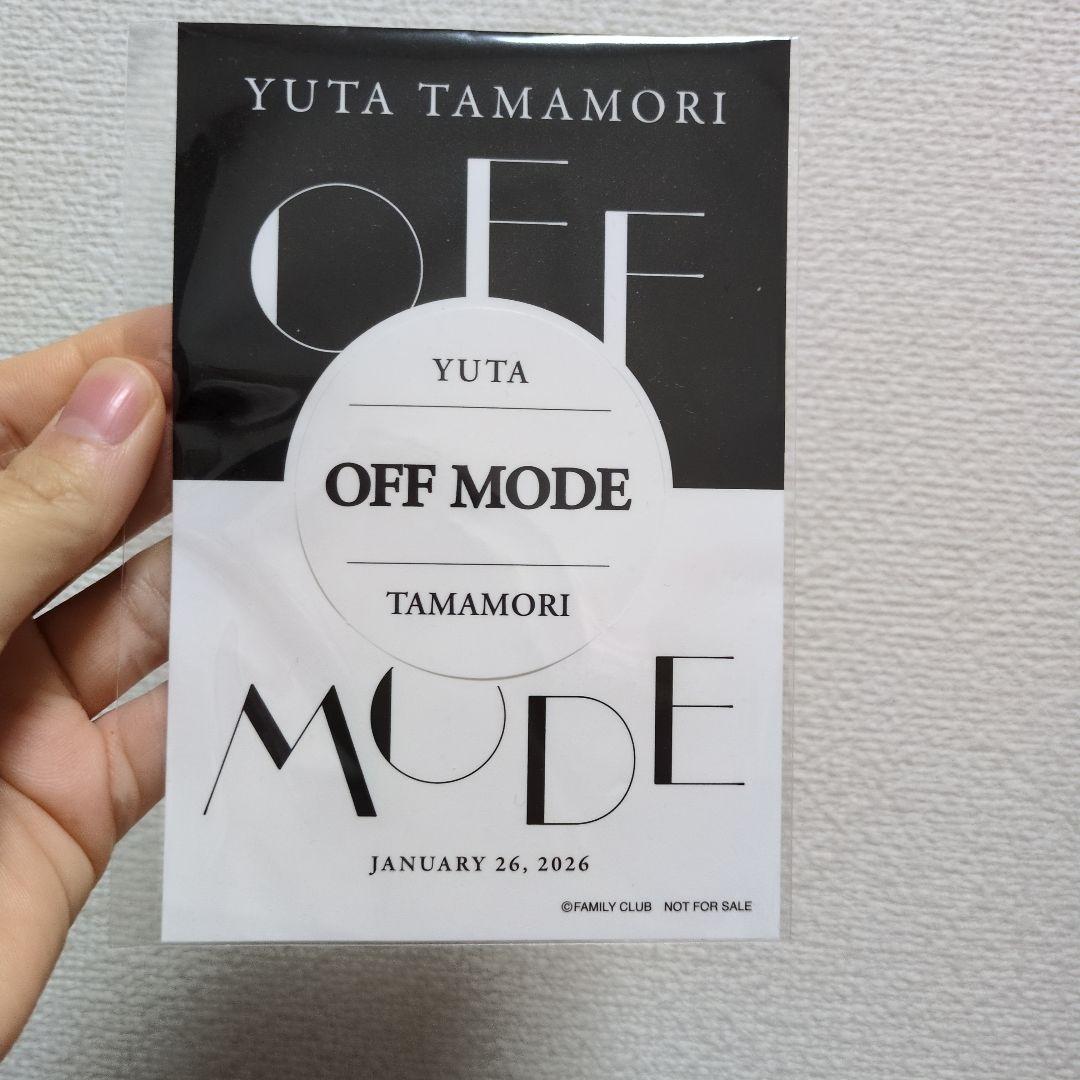 YUTA TAMAMORI
OFF
YUTA
OFF MODE
TAMAMORI
MODE
JANUARY 26, 2026
©FAMILY CLUB NOT FOR SALE